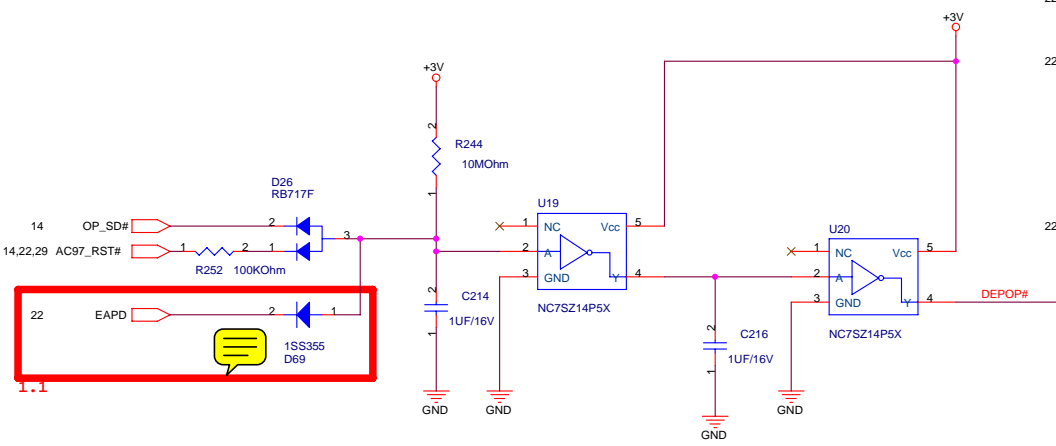 22
+3V
22
+3V
2
R244
10MOhm
1
D26
RB717F
U19
1 NC Vcc 5
14 OP_SD# 2
3
22
U20
1 NC Vcc 5
14,22,29 AC97_RST# 1 2 1
2 A
R252 100KOhm
3 GND Y 4
2 A
2
C214
1UF/16V
1
NC7SZ14P5X
3 GND Y 4
DEPOP#
22 EAPD 2 1
1SS355
D69
2
C216
1UF/16V
1
NC7SZ14P5X
1.1
GND
GND
GND
GND